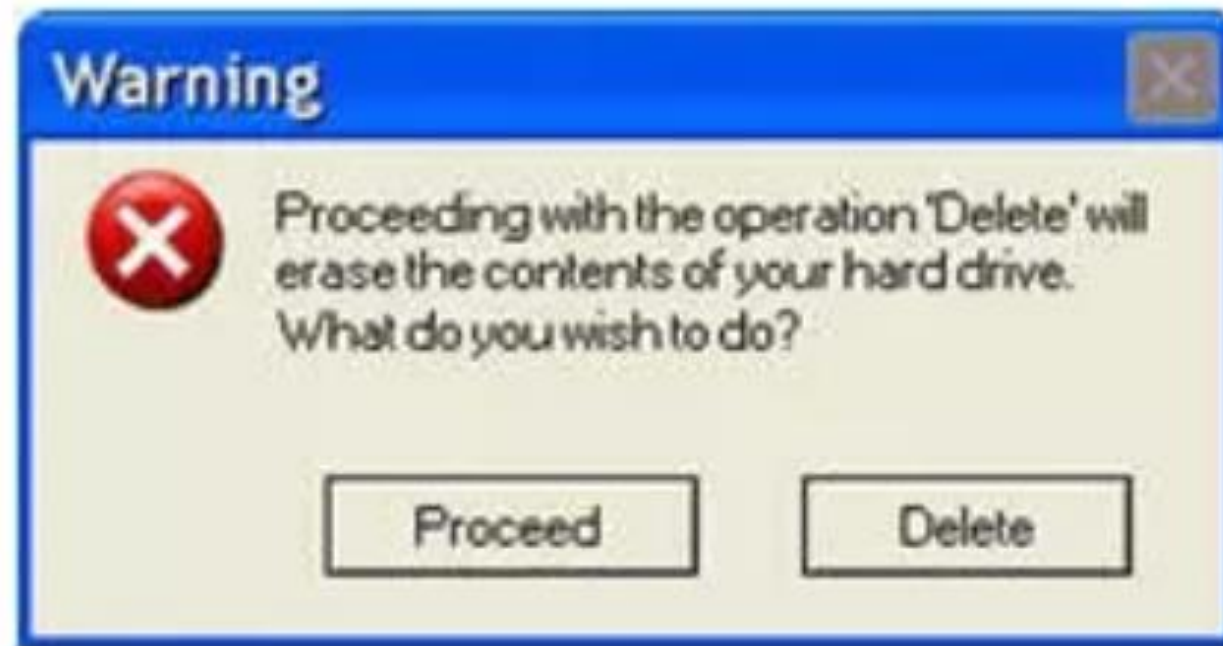 Warning
Proceeding with the operation 'Delete' will
erase the contents of your hard drive.
What do you wish to do?
Proceed
Delete